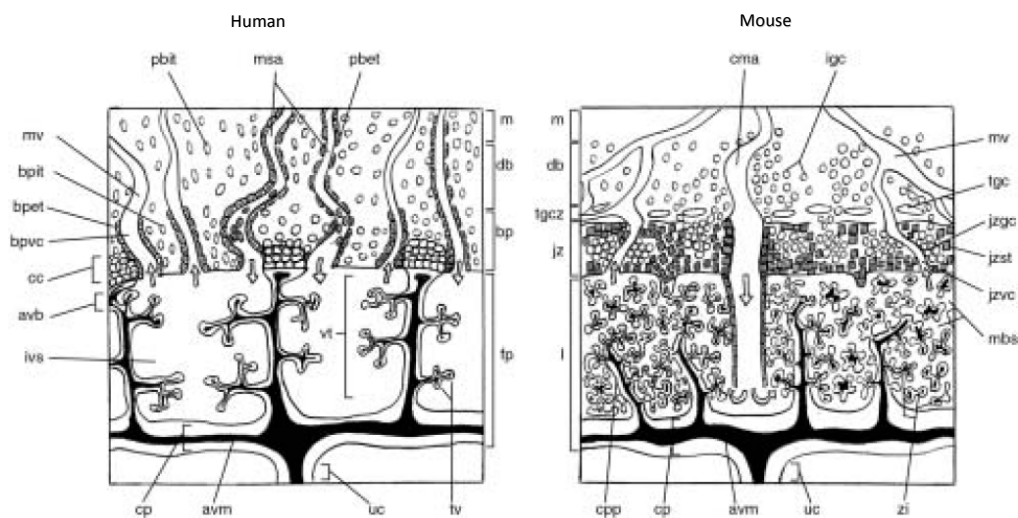 Human
Mouse
pbit msa pbet
cma igc
mv
bpit
bpet
bpvc
cc
avb
ivs
m
db
bp
fp
vt
cp avm uc tv
m
db
tgcz
jz
l
mv
tgc
jzgc
jzst
jzvc
mbs
cpp cp avm uc zi